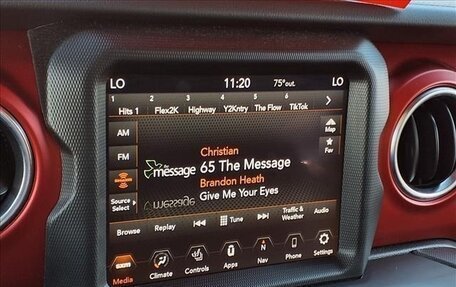 LO 11:20 75°out. LO
1 2 3 4 5 6
Hits 1 Flex2K Highway Y2Kntry The Flow TikTok
AM
Map
FM
Fav
Christian
the message
65 The Message
Brandon Heath
Give Me Your Eyes
Source Select
Browse Replay Tune Traffic & Weather Audio
Media Climate Controls Apps Nav Phone Settings
N